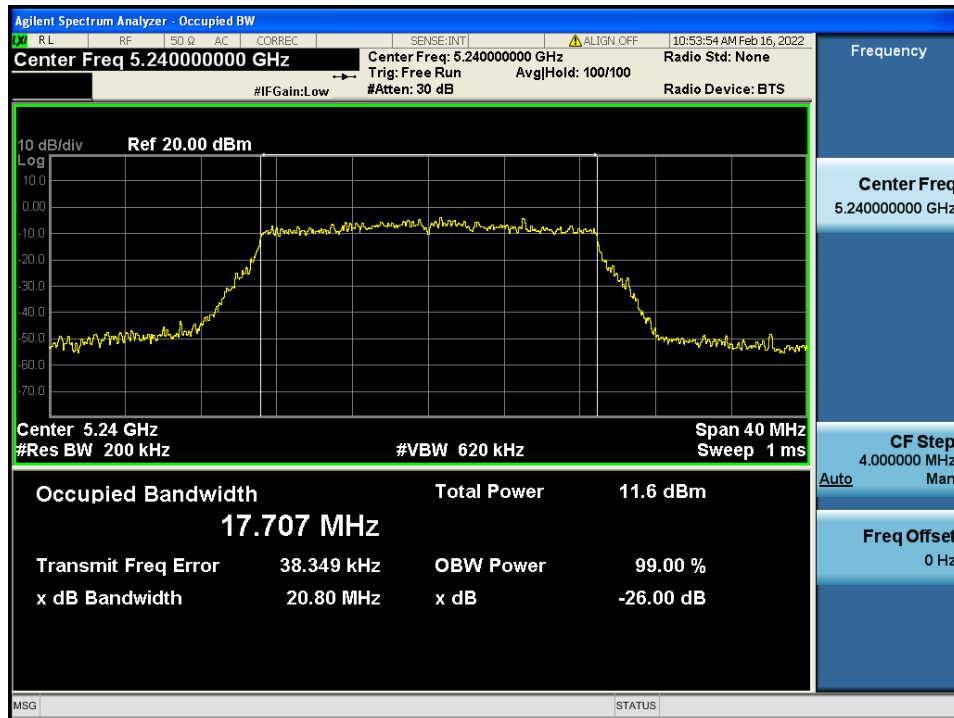 Agilent Spectrum Analyzer - Occupied BW
LXI RL RF 50 Ω AC CORREC SENSE:INT ALIGN OFF 10:53:54 AM Feb 16, 2022
Center Freq 5.240000000 GHz
Center Freq: 5.240000000 GHz
Radio Std: None
Trig: Free Run Avg|Hold: 100/100
#IFGain:Low #Atten: 30 dB Radio Device: BTS
Frequency
10 dB/div Ref 20.00 dBm
Log
10.0
0.00
-10.0
-20.0
-30.0
-40.0
-50.0
-60.0
-70.0
Center 5.24 GHz Span 40 MHz
#Res BW 200 kHz #VBW 620 kHz Sweep 1 ms
Occupied Bandwidth Total Power 11.6 dBm
17.707 MHz
Transmit Freq Error 38.349 kHz OBW Power 99.00 %
x dB Bandwidth 20.80 MHz x dB -26.00 dB
Center Freq
5.240000000 GHz
CF Step
4.000000 MHz
Auto Man
Freq Offset
0 Hz
MSG STATUS